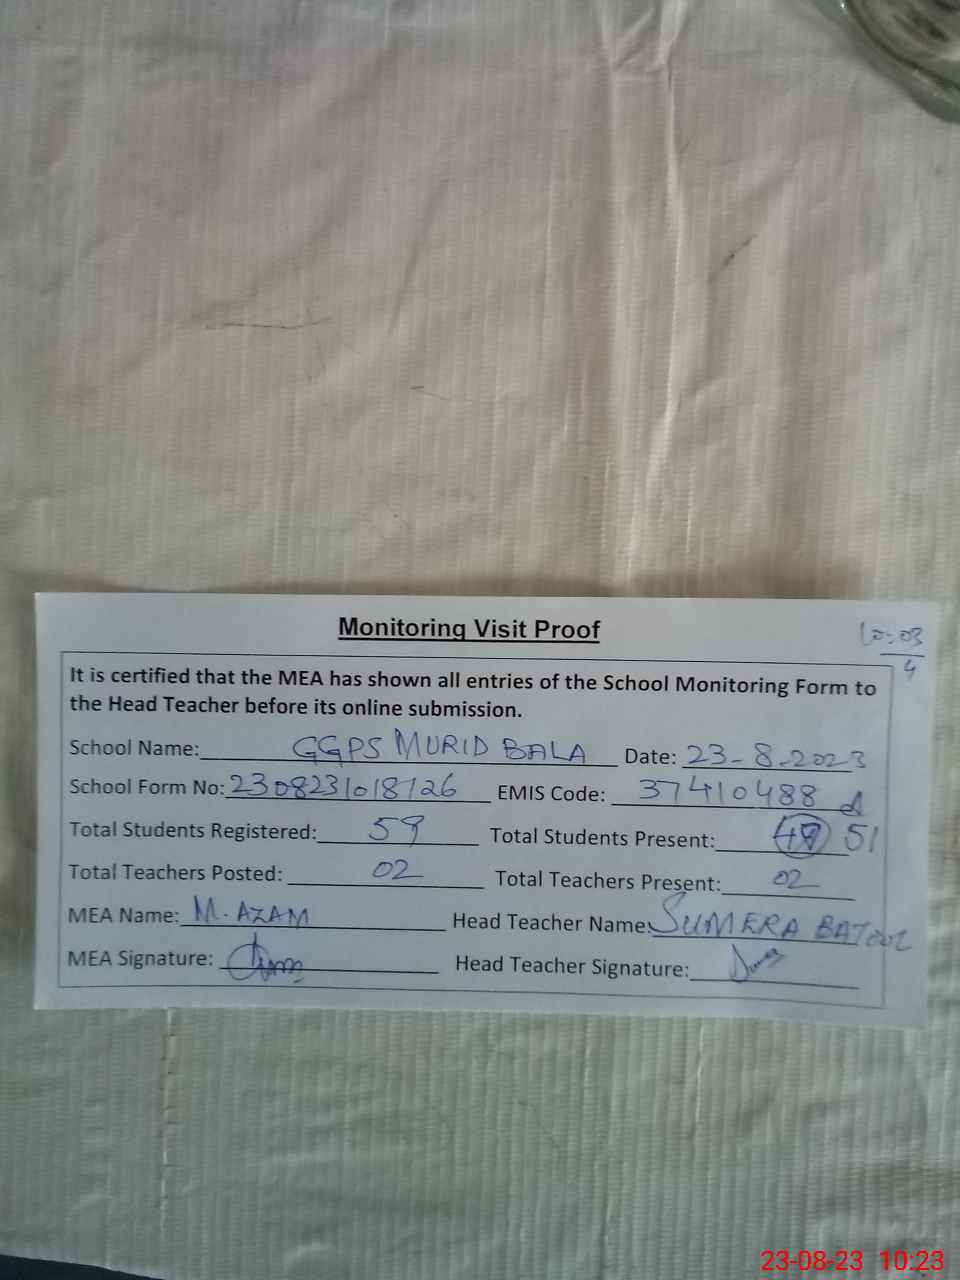 Monitoring Visit Proof
10:03
4
It is certified that the MEA has shown all entries of the School Monitoring Form to
the Head Teacher before its online submission.
School Name: GGPS MURID BALA Date: 23-8-2023
School Form No: 2308231018126 EMIS Code: 37410488
Total Students Registered: 59 Total Students Present: 51
Total Teachers Posted: 02 Total Teachers Present: 02
MEA Name: M. AZAM Head Teacher Name: SUMERA BATOOL
MEA Signature: Head Teacher Signature:
23-08-23 10:23